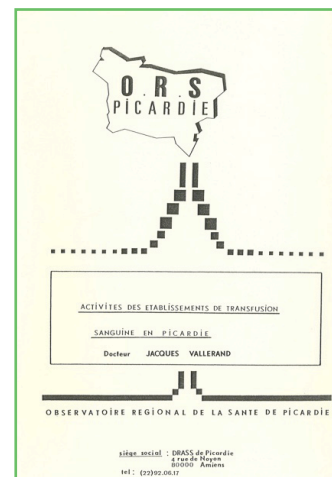 O.R.S
PICARDIE
ACTIVITES DES ETABLISSEMENTS DE TRANSFUSION
SANGUINE EN PICARDIE
Docteur JACQUES VALLERAND
OBSERVATOIRE REGIONAL DE LA SANTE DE PICARDIE
siége social : DRASS de Picardie
4 rue de Noyon
80000 Amiens
tel : (22)92.06.17